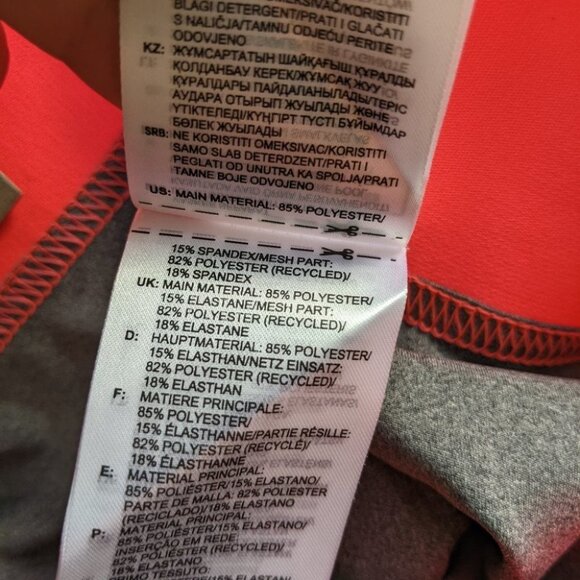 BLAGI DETERGENT/PRATI I GLAČATI
S NALIČJA/TAMNU ODJEĆU PERITE
ODVOJENO
KZ: ЖҰМСАРТАТЫН ШАЙҚАҒЫШ ҚҰРАЛДЫ
ҚОЛДАНБАУ КЕРЕК/ЖҰМСАҚ ЖУУ
ҚҰРАЛДАРЫ ПАЙДАЛАНЫЛАДЫ/ТЕРІС
АУДАРА ОТЫРЫП ЖУЫЛАДЫ ЖӘНЕ
ҮТІКТЕЛЕДІ/КҮҢГІРТ ТҮСТІ БҰЙЫМДАР
БӨЛЕК ЖУЫЛАДЫ
SRB: NE KORISTITI OMEKSIVAC/KORISTITI
SAMO SLAB DETERDZENT/PRATI I
PEGLATI OD UNUTRA KA SPOLJA/PRATI
TAMNE BOJE ODVOJENO
US: MAIN MATERIAL: 85% POLYESTER/
15% SPANDEX/MESH PART:
82% POLYESTER (RECYCLED)/
18% SPANDEX
UK: MAIN MATERIAL: 85% POLYESTER/
15% ELASTANE/MESH PART:
82% POLYESTER (RECYCLED)/
18% ELASTANE
D: HAUPTMATERIAL: 85% POLYESTER/
15% ELASTHAN/NETZ EINSATZ:
82% POLYESTER (RECYCLED)/
18% ELASTHAN
F: MATIERE PRINCIPALE:
85% POLYESTER/
15% ÉLASTHANNE/PARTIE RÉSILLE:
82% POLYESTER (RECYCLÉ)/
18% ÉLASTHANNE
E: MATERIAL PRINCIPAL:
85% POLIÉSTER/15% ELASTANO/
PARTE DE MALLA: 82% POLIÉSTER
(RECICLADO)/18% ELASTANO
P: MATERIAL PRINCIPAL:
85% POLIÉSTER/15% ELASTANO/
INSERÇÃO EM REDE:
82% POLIÉSTER (RECICLADO)/
18% ELASTANO
PRIMO TESSUTO: